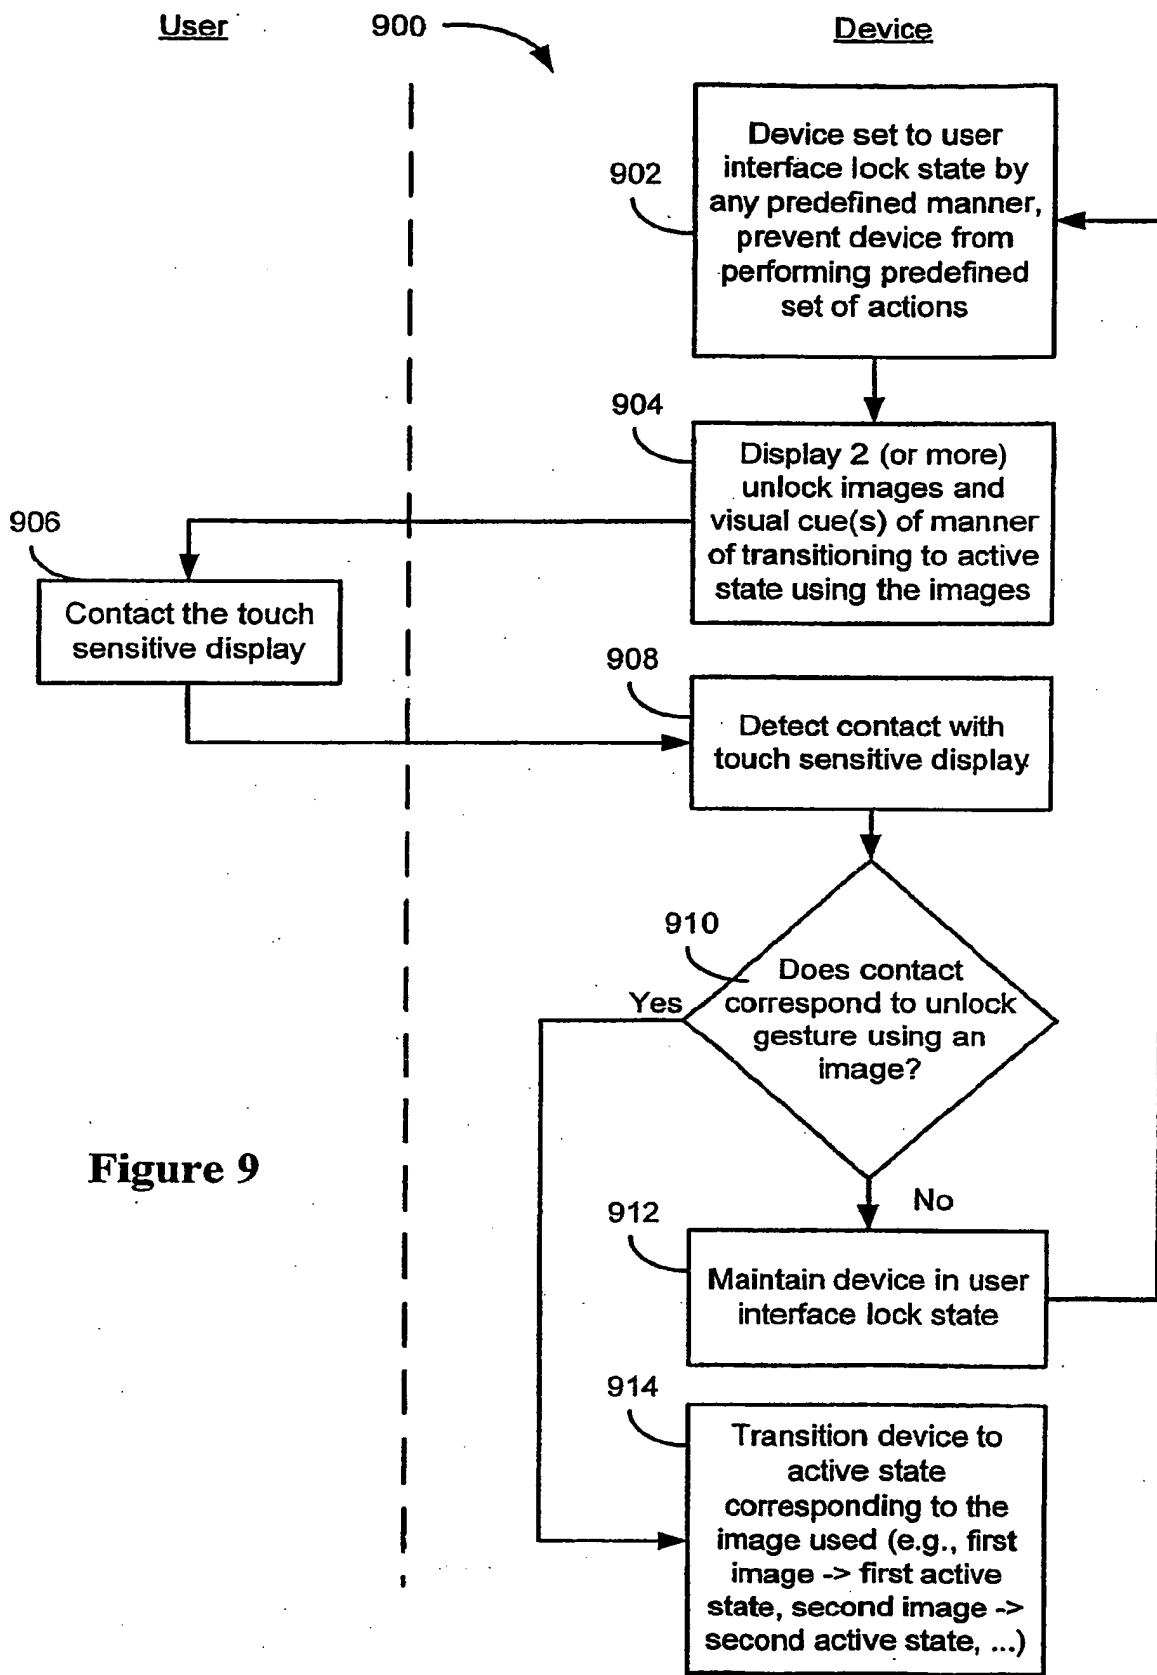 User
900
Device
902
Device set to user
interface lock state by
any predefined manner,
prevent device from
performing predefined
set of actions
904
Display 2 (or more)
unlock images and
visual cue(s) of manner
of transitioning to active
state using the images
906
Contact the touch
sensitive display
908
Detect contact with
touch sensitive display
910
Does contact
correspond to unlock
gesture using an
image?
Yes
No
Figure 9
912
Maintain device in user
interface lock state
914
Transition device to
active state
corresponding to the
image used (e.g., first
image -> first active
state, second image ->
second active state, ...)